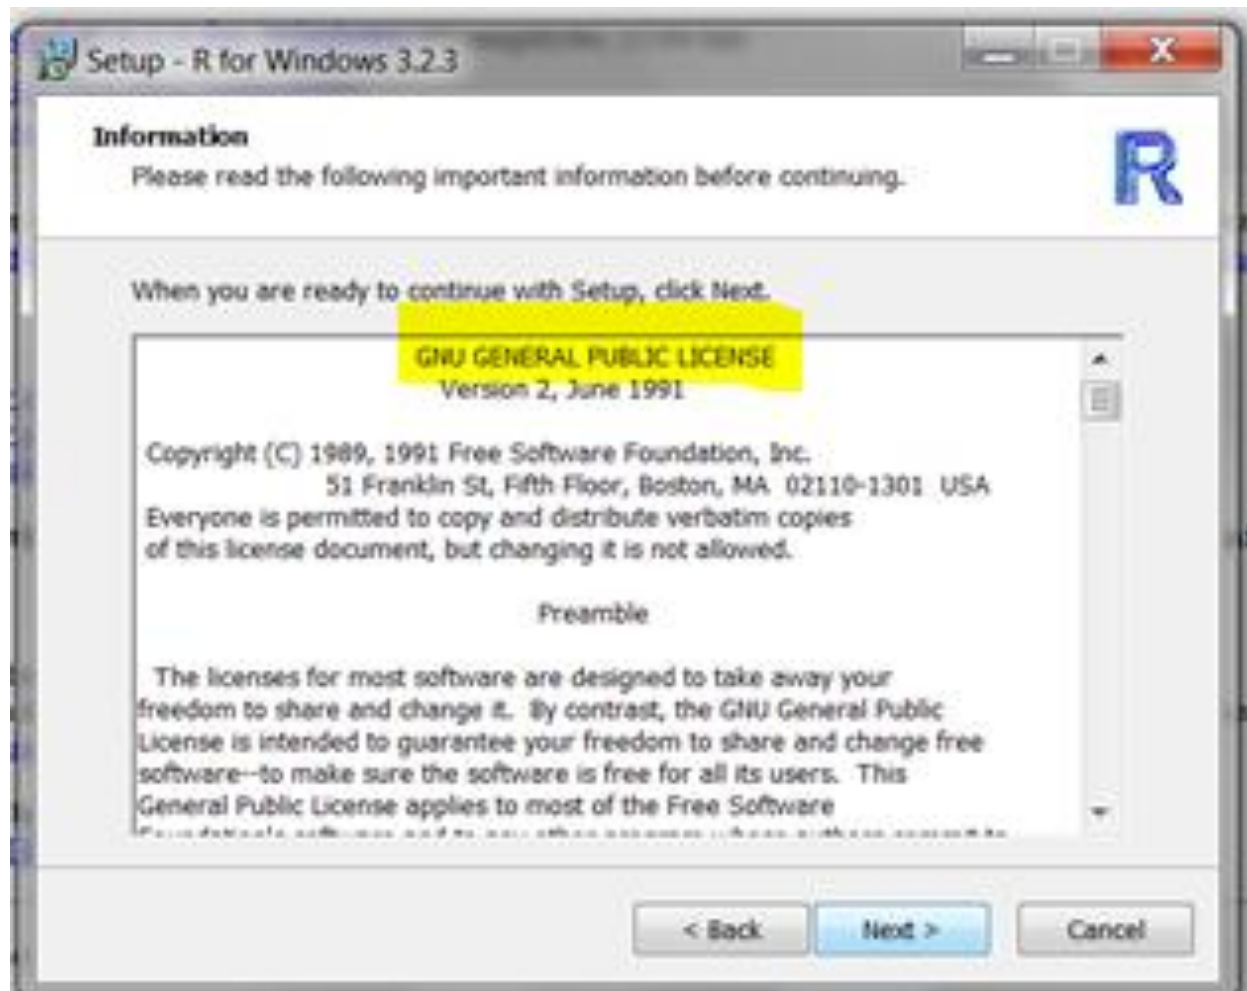 Setup - R for Windows 3.2.3
Information
Please read the following important information before continuing.
R
When you are ready to continue with Setup, click Next.
GNU GENERAL PUBLIC LICENSE
Version 2, June 1991
Copyright (C) 1989, 1991 Free Software Foundation, Inc.
51 Franklin St, Fifth Floor, Boston, MA 02110-1301 USA
Everyone is permitted to copy and distribute verbatim copies
of this license document, but changing it is not allowed.
Preamble
The licenses for most software are designed to take away your
freedom to share and change it. By contrast, the GNU General Public
License is intended to guarantee your freedom to share and change free
software--to make sure the software is free for all its users. This
General Public License applies to most of the Free Software
< Back
Next >
Cancel